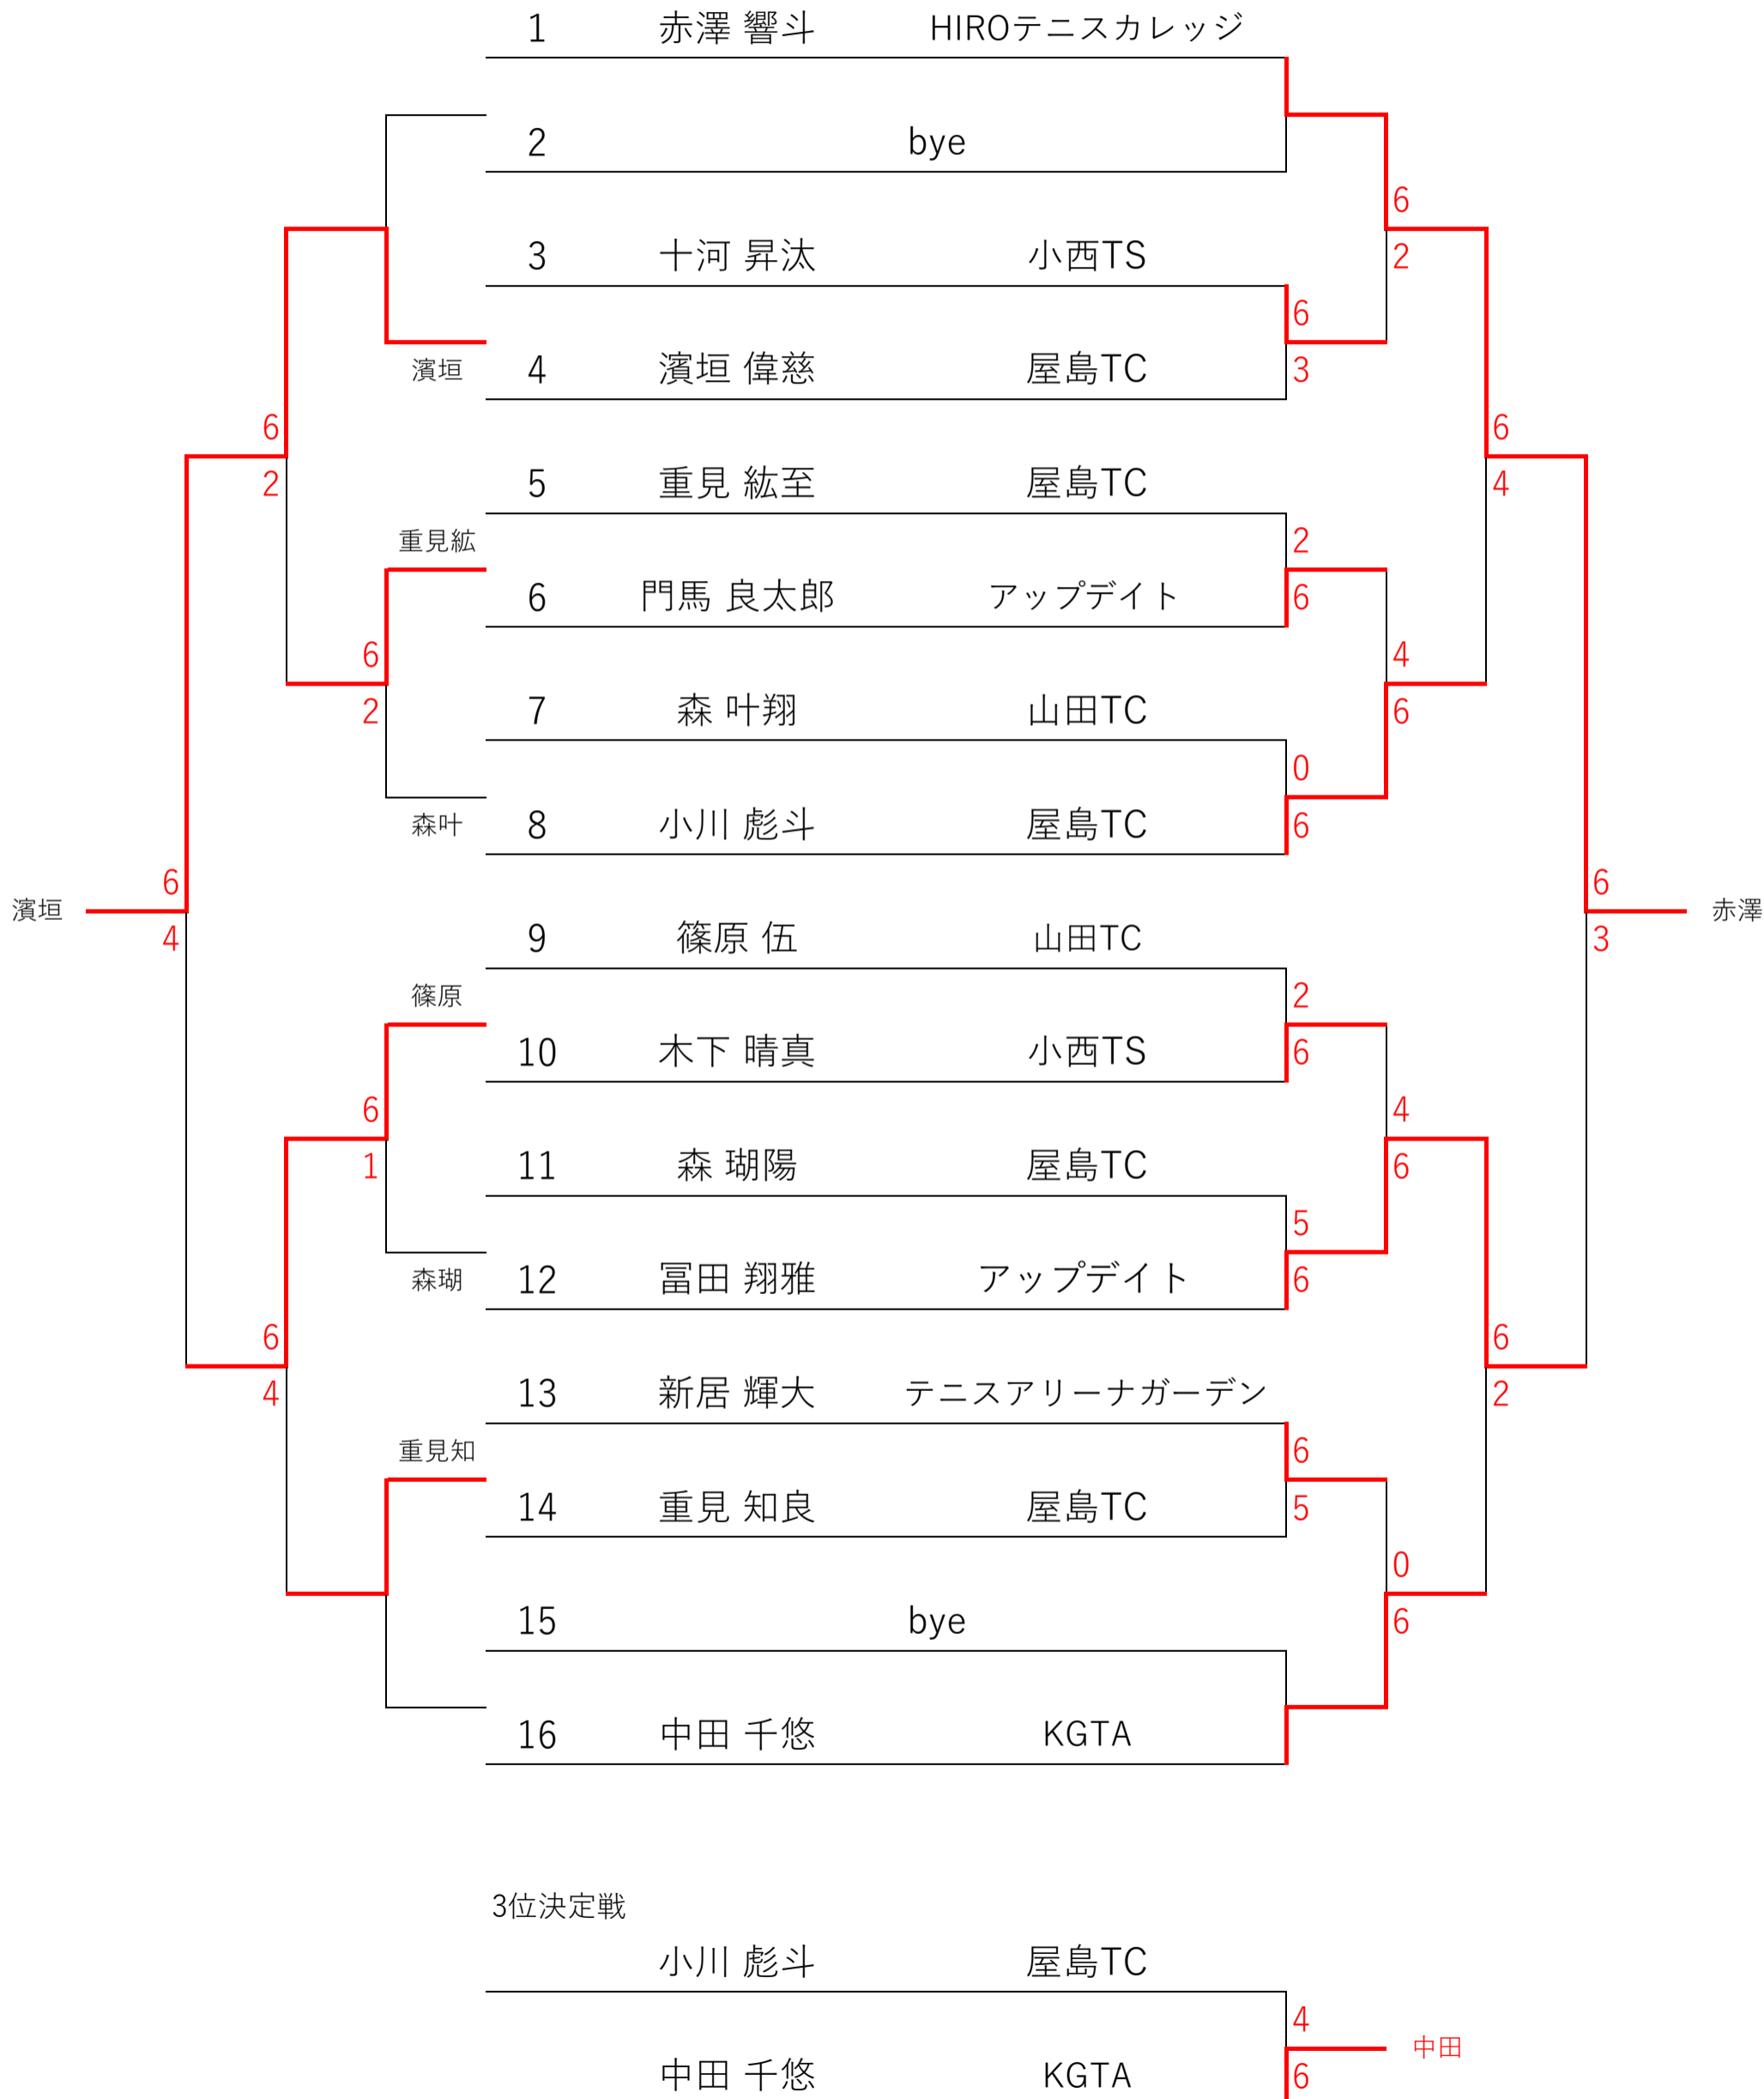 1 赤澤 響斗 HIROテニスカレッジ
2 bye
6
2
3 十河 昇汰 小西TS
6
濱垣 4 濱垣 偉慈 屋島TC 3
6 6
2 5 重見 紘至 屋島TC 4
重見紘 2
6 門馬 良太郎 アップデイト 6
6 4
2 7 森 叶翔 山田TC 6
0
森叶 8 小川 彪斗 屋島TC 6
6 6
濱垣 赤澤
4 9 篠原 伍 山田TC 3
篠原 2
10 木下 晴真 小西TS 6
6 4
1 11 森 瑚陽 屋島TC 6
5
森瑚 12 冨田 翔雅 アップデイト 6
6 6
4 13 新居 輝大 テニスアリーナガーデン 2
重見知 6
14 重見 知良 屋島TC 5
0
15 bye 6
16 中田 千悠 KGTA
3位決定戦
小川 彪斗 屋島TC
4
中田
中田 千悠 KGTA 6